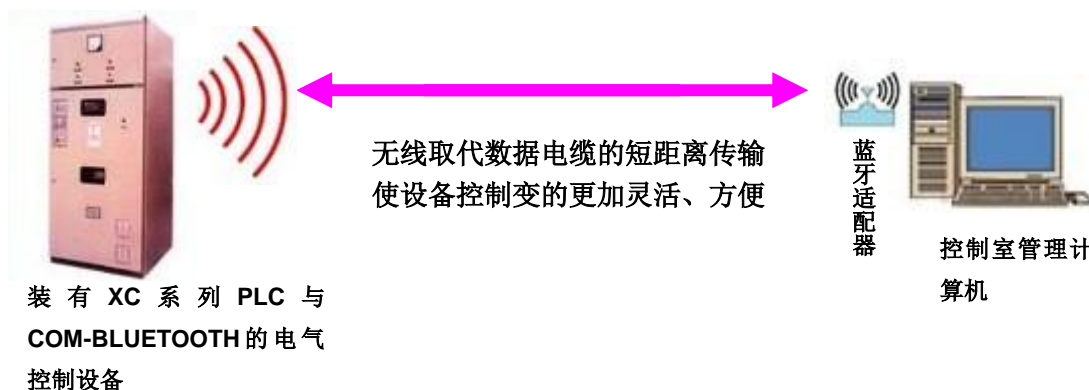 无线取代数据电缆的短距离传输
使设备控制变的更加灵活、方便
蓝牙适配器
控制室管理计
算机
装有 XC 系列 PLC 与
COM-BLUETOOTH 的电气
控制设备